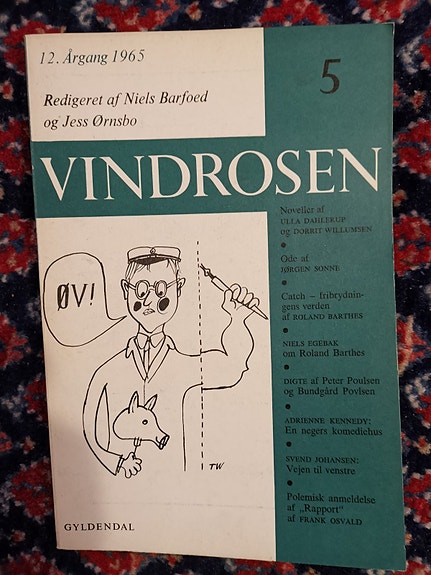 12. Årgang 1965
5
Redigeret af Niels Barfoed
og Jess Ørnsbo
VINDROSEN
Noveller af
ULLA DAHLERUP
og DORRIT WILLUMSEN
Ode af
JØRGEN SONNE
Catch – fribrydnin-
gens verden
af ROLAND BARTHES
NIELS EGEBAK
om Roland Barthes
DIGTE af Peter Poulsen
og Bundgård Povlsen
ADRIENNE KENNEDY:
En negers komediehus
SVEND JOHANSEN:
Vejen til venstre
Polemisk anmeldelse
af „Rapport"
af FRANK OSVALD
ØV!
TW
GYLDENDAL